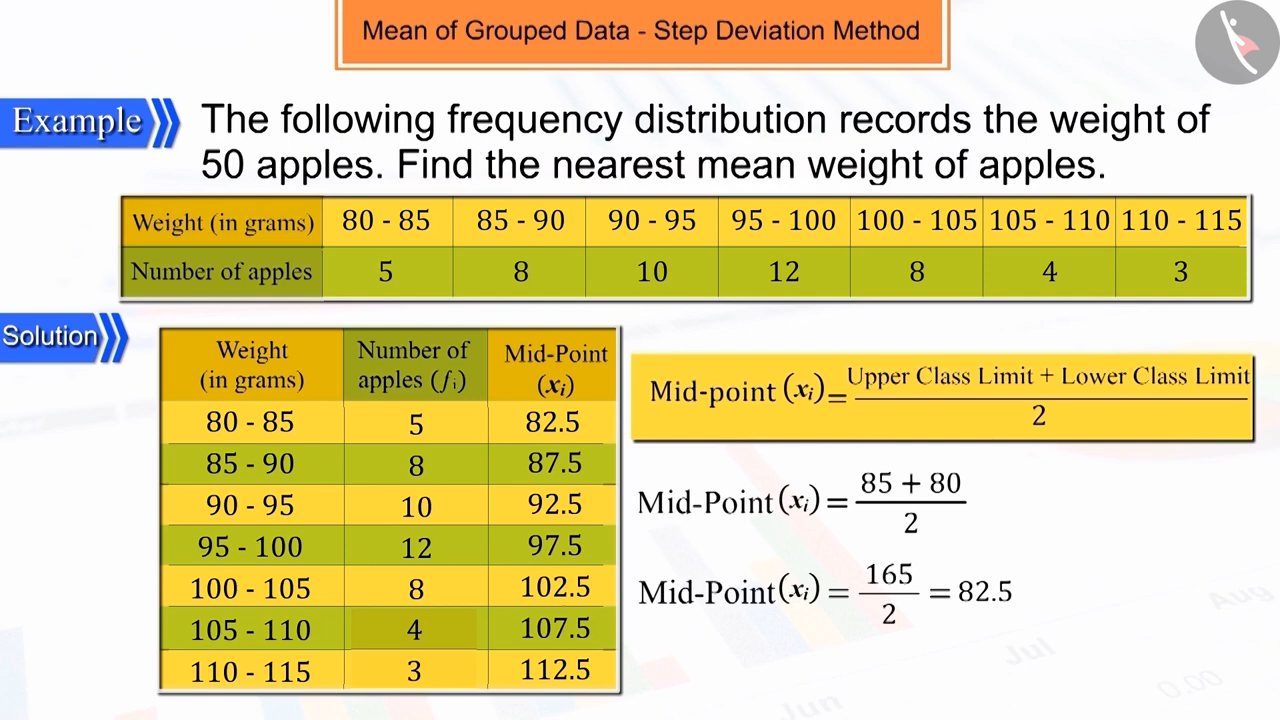 Mean of Grouped Data - Step Deviation Method
Example
The following frequency distribution records the weight of
50 apples. Find the nearest mean weight of apples.
Weight (in grams) 80 - 85 85 - 90 90 - 95 95 - 100 100 - 105 105 - 110 110 - 115
Number of apples 5 8 10 12 8 4 3
Solution
Weight (in grams) Number of apples (fᵢ) Mid-Point (xᵢ)
80 - 85 5 82.5
85 - 90 8 87.5
90 - 95 10 92.5
95 - 100 12 97.5
100 - 105 8 102.5
105 - 110 4 107.5
110 - 115 3 112.5
Mid-point (xᵢ) = Upper Class Limit + Lower Class Limit / 2
Mid-Point (xᵢ) = 85 + 80 / 2
Mid-Point (xᵢ) = 165 / 2 = 82.5
Aug
Jul
Jun
0.00